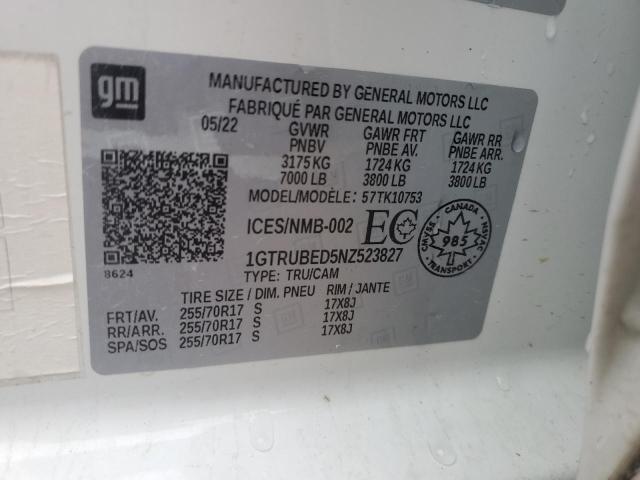 gm
MANUFACTURED BY GENERAL MOTORS LLC
FABRIQUÉ PAR GENERAL MOTORS LLC
05/22 GVWR GAWR FRT GAWR RR
PNBV PNBE AV. PNBE ARR.
3175 KG 1724 KG 1724 KG
7000 LB 3800 LB 3800 LB
MODEL/MODÈLE: 57TK10753
ICES/NMB-002 EC
CANADA
CMVSS 985 NSVAC
TRANSPORT
1GTRUBED5NZ523827
8624
TYPE: TRU/CAM
TIRE SIZE / DIM. PNEU RIM / JANTE
FRT/AV. 255/70R17 S 17X8J
RR/ARR. 255/70R17 S 17X8J
SPA/SOS 255/70R17 S 17X8J